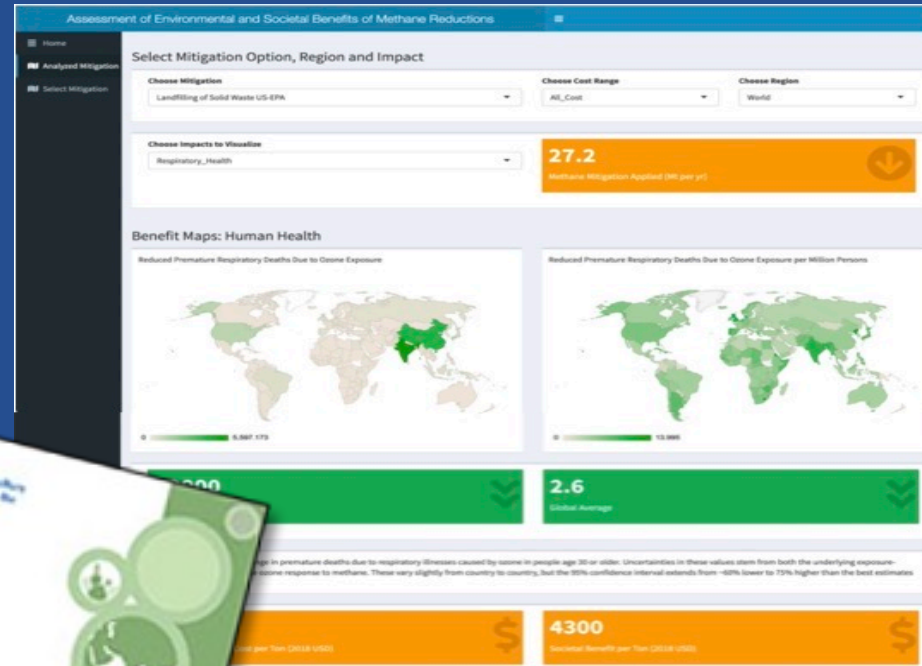 Assessment of Environmental and Societal Benefits of Methane Reductions
Home
Analyzed Mitigation
Select Mitigation
Select Mitigation Option, Region and Impact
Choose Mitigation
Choose Cost Range
Choose Region
Landfilling of Solid Waste US-EPA
All_Cost
World
Choose Impacts to Visualize
Respiratory_Health
27.2
Methane Mitigation Applied (Mt per yr)
Benefit Maps: Human Health
Reduced Premature Respiratory Deaths Due to Ozone Exposure
Reduced Premature Respiratory Deaths Due to Ozone Exposure per Million Persons
0
0
2.6
Global Average
in premature deaths due to respiratory illnesses caused by ozone in people age 30 or older. Uncertainties in these values stem from both the underlying exposure-
ozone response to methane. These vary slightly from country to country, but the 95% confidence interval extends from ~60% lower to 75% higher than the best estimates
4300
per Ton (2018 USD)
Societal Benefit per Ton (2018 USD)